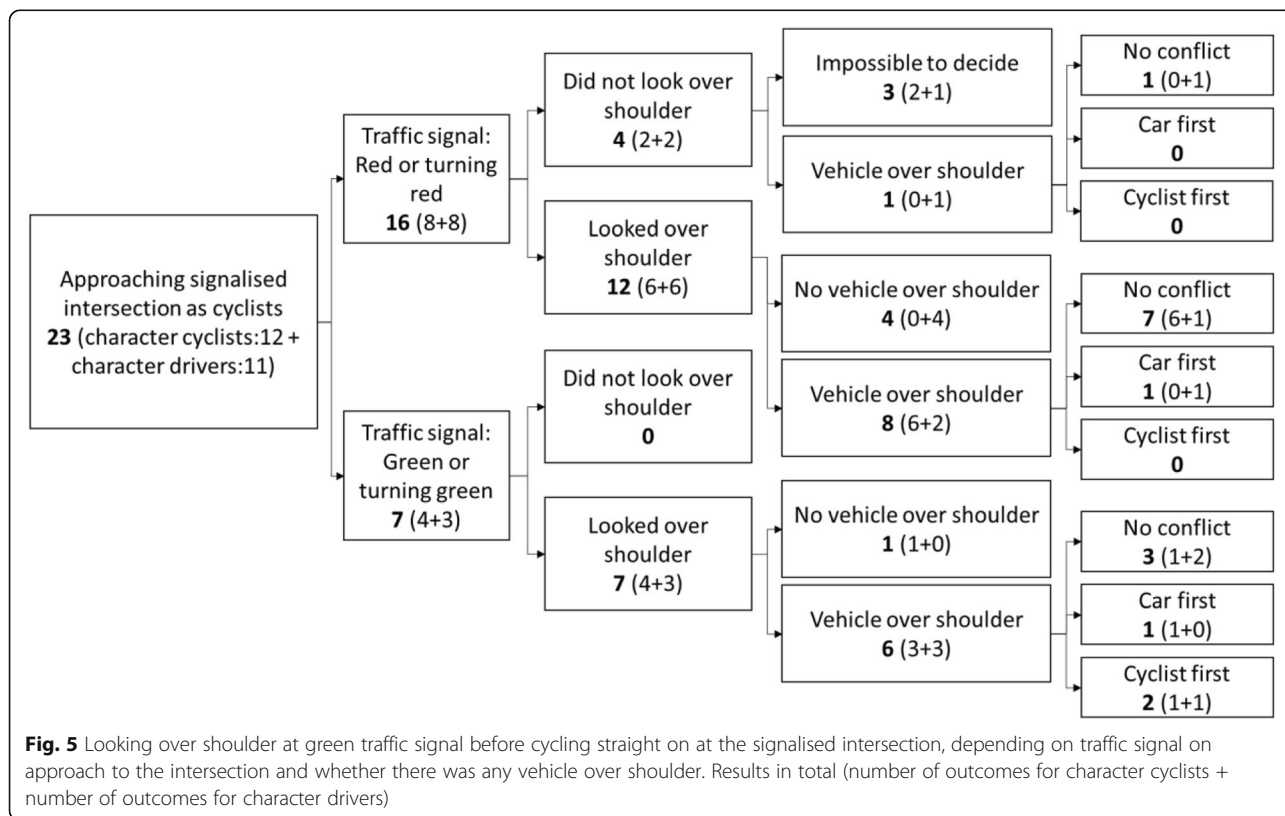 Approaching signalised
intersection as cyclists
23 (character cyclists:12 +
character drivers:11)
Traffic signal:
Red or turning
red
16 (8+8)
Did not look over
shoulder
4 (2+2)
Impossible to decide
3 (2+1)
Vehicle over shoulder
1 (0+1)
No conflict
1 (0+1)
Car first
0
Cyclist first
0
Looked over
shoulder
12 (6+6)
No vehicle over shoulder
4 (0+4)
Vehicle over shoulder
8 (6+2)
No conflict
7 (6+1)
Car first
1 (0+1)
Cyclist first
0
Traffic signal:
Green or
turning green
7 (4+3)
Did not look over
shoulder
0
Looked over
shoulder
7 (4+3)
No vehicle over shoulder
1 (1+0)
Vehicle over shoulder
6 (3+3)
No conflict
3 (1+2)
Car first
1 (1+0)
Cyclist first
2 (1+1)
Fig. 5 Looking over shoulder at green traffic signal before cycling straight on at the signalised intersection, depending on traffic signal on
approach to the intersection and whether there was any vehicle over shoulder. Results in total (number of outcomes for character cyclists +
number of outcomes for character drivers)